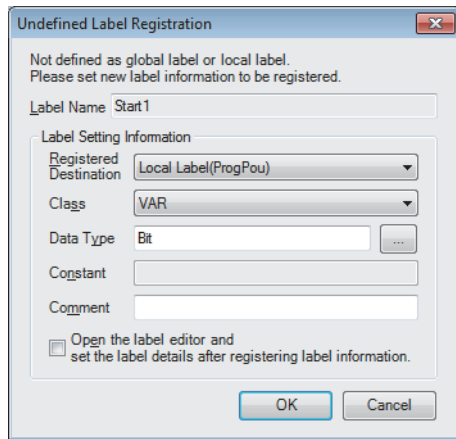 Undefined Label Registration
Not defined as global label or local label.
Please set new label information to be registered.
Label Name Start1
Label Setting Information
Registered Destination Local Label(ProgPou)
Class VAR
Data Type Bit ...
Constant
Comment
Open the label editor and
set the label details after registering label information.
OK Cancel